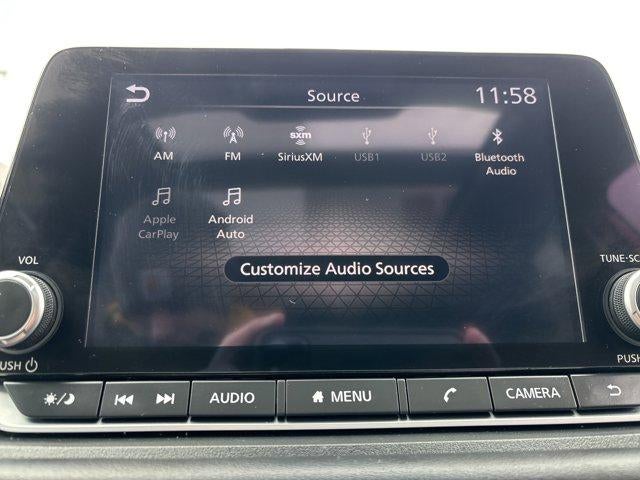 Source 11:58
sxm
AM FM SiriusXM USB1 USB2 Bluetooth
Audio
Apple Android
CarPlay Auto
Customize Audio Sources
VOL TUNE·SC
PUSH PUSH
AUDIO MENU CAMERA